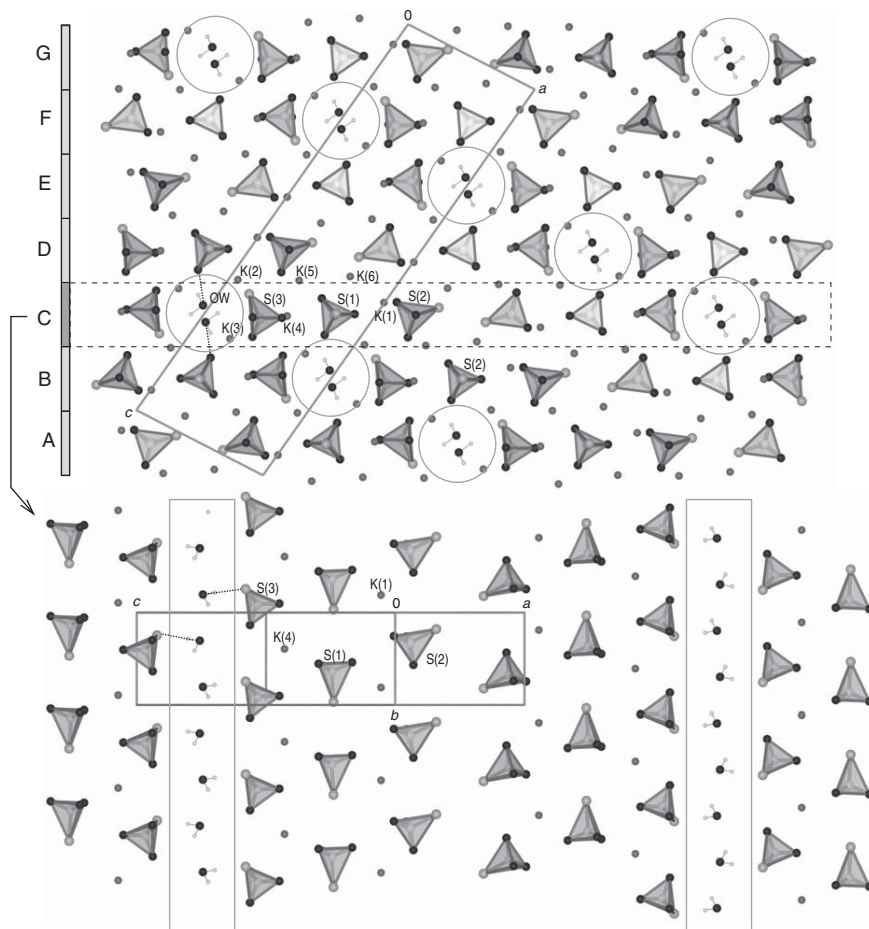 0
G
a
F
E
D
K(2) K(5) K(6)
OW S(3) S(1) S(2)
C
K(3) K(4) K(1)
S(2)
B
c
A
S(3) K(1)
c 0 a
K(4)
S(1) S(2)
b